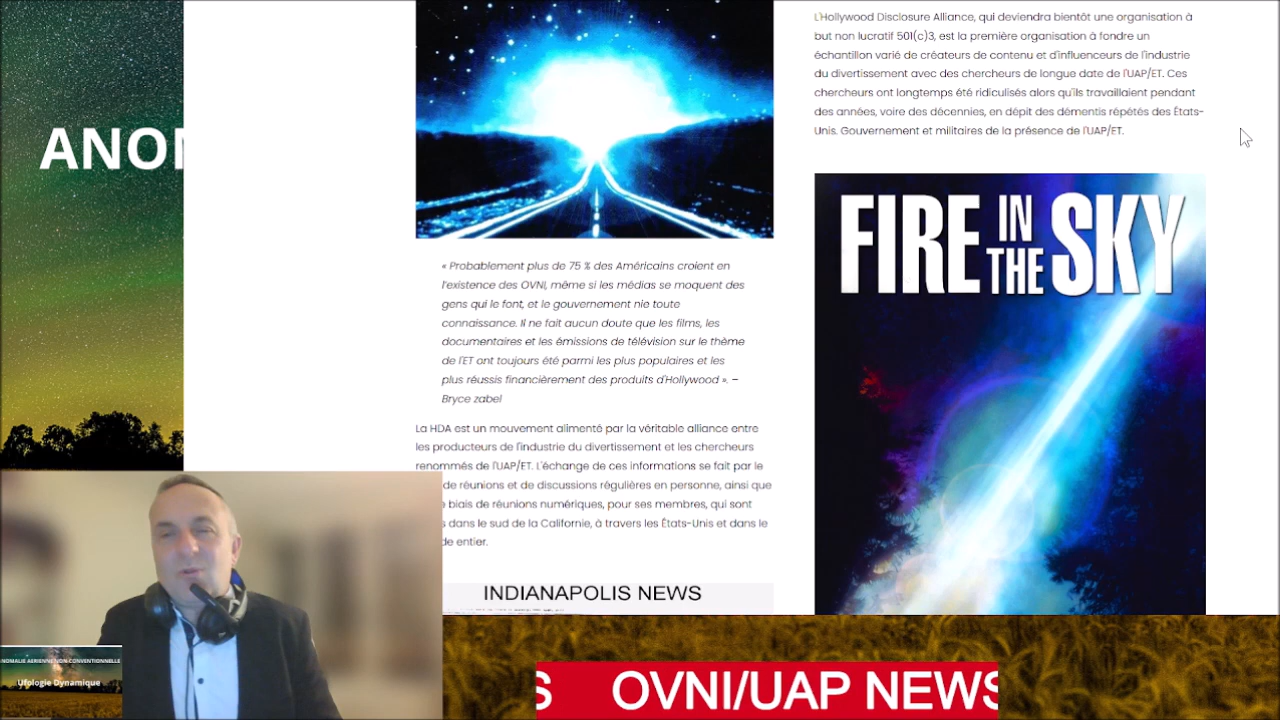 ANO
« Probablement plus de 75 % des Américains croient en
l'existence des OVNI, même si les médias se moquent des
gens qui le font, et le gouvernement nie toute
connaissance. Il ne fait aucun doute que les films, les
documentaires et les émissions de télévision sur le thème
de l'ET ont toujours été parmi les plus populaires et les
plus réussis financièrement des produits d'Hollywood ». –
Bryce zabel
La HDA est un mouvement alimenté par la véritable alliance entre
les producteurs de l'industrie du divertissement et les chercheurs
renommés de l'UAP/ET. L'échange de ces informations se fait par le
de réunions et de discussions régulières en personne, ainsi que
biais de réunions numériques, pour ses membres, qui sont
s dans le sud de la Californie, à travers les États-Unis et dans le
de entier.
INDIANAPOLIS NEWS
L'Hollywood Disclosure Alliance, qui deviendra bientôt une organisation à
but non lucratif 501(c)3, est la première organisation à fondre un
échantillon varié de créateurs de contenu et d'influenceurs de l'industrie
du divertissement avec des chercheurs de longue date de l'UAP/ET. Ces
chercheurs ont longtemps été ridiculisés alors qu'ils travaillaient pendant
des années, voire des décennies, en dépit des démentis répétés des États-
Unis. Gouvernement et militaires de la présence de l'UAP/ET.
FIRE IN THE SKY
NOMALIE AERIENNE NON-CONVENTIONNELLE
Ufologie Dynamique
S OVNI/UAP NEWS